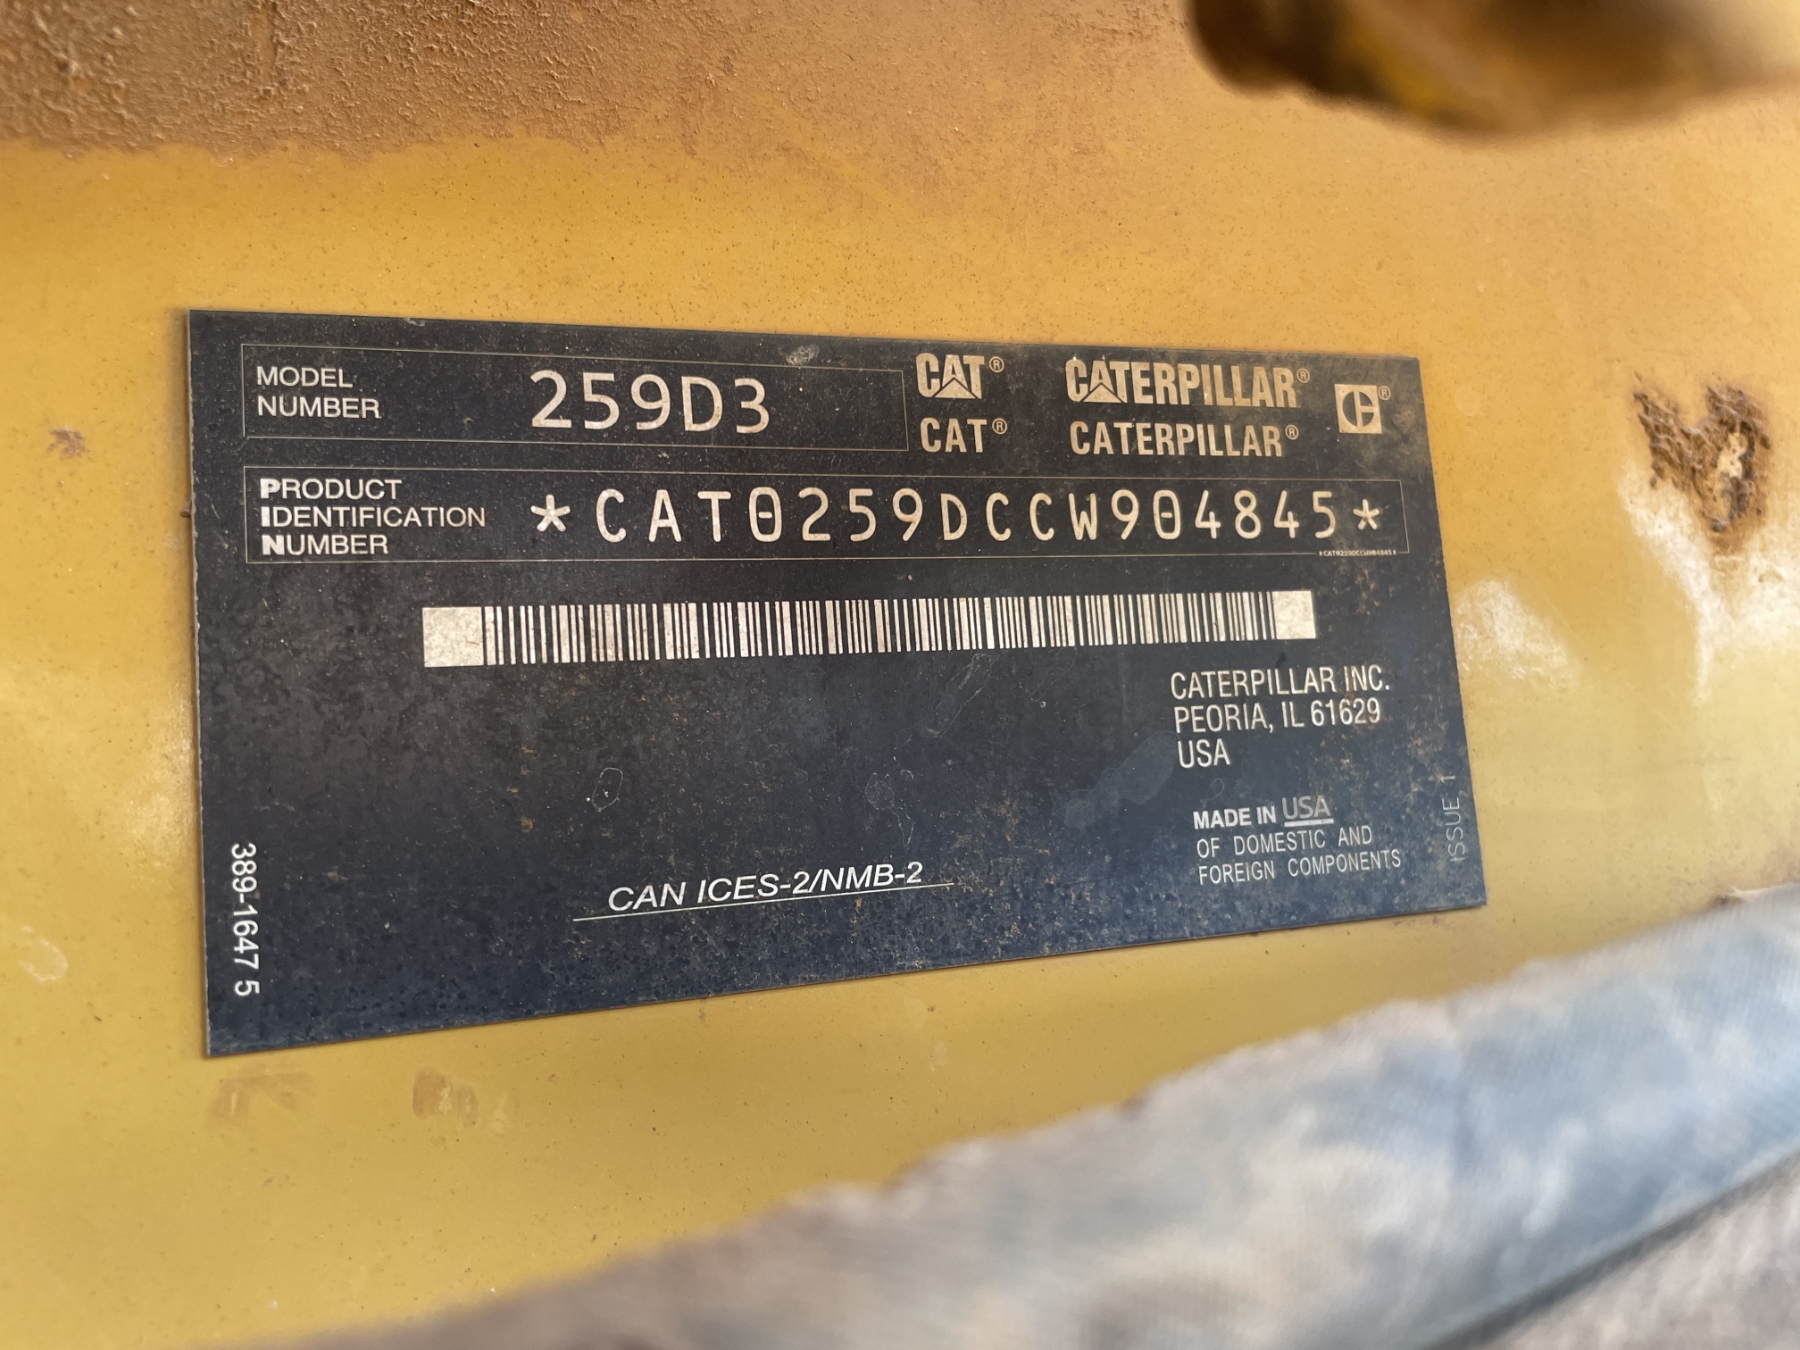 MODEL NUMBER 259D3
CAT® CATERPILLAR® ®
CAT® CATERPILLAR®
PRODUCT IDENTIFICATION NUMBER *CAT0259DCCW904845*
*CAT0259DCCW904845*
CATERPILLAR INC.
PEORIA, IL 61629
USA
MADE IN USA
OF DOMESTIC AND
FOREIGN COMPONENTS
CAN ICES-2/NMB-2
389-1647 5
ISSUE 1